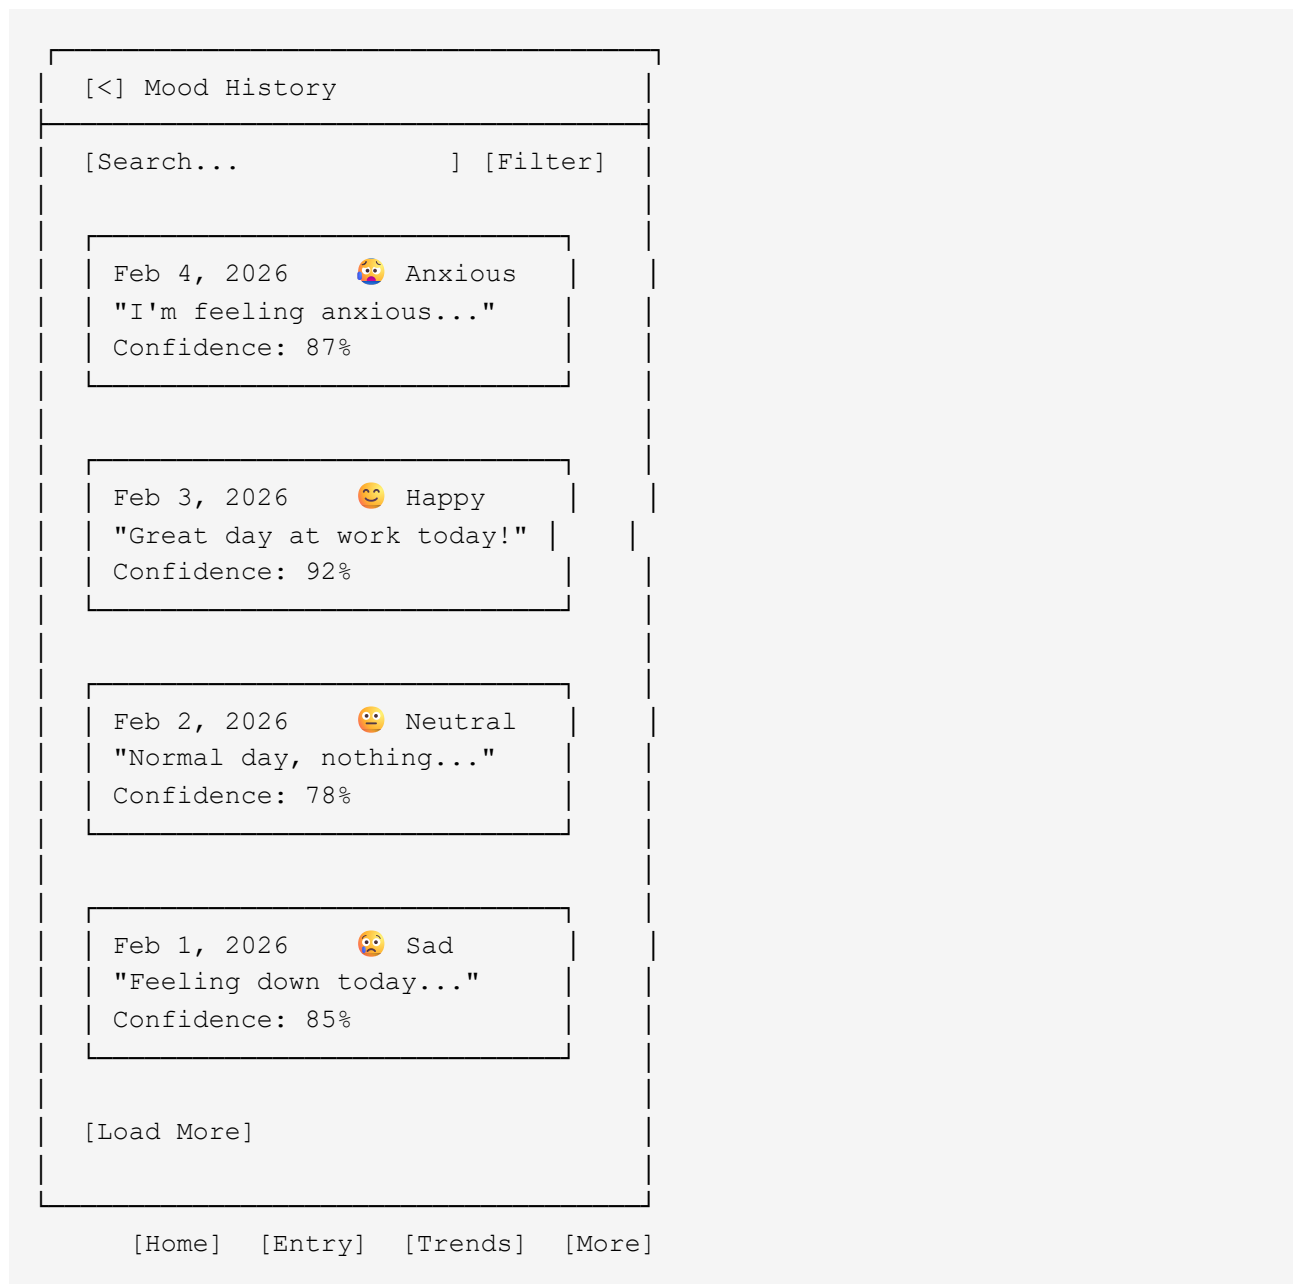 [<] Mood History
[Search...             ] [Filter]
Feb 4, 2026    😰 Anxious
"I'm feeling anxious..."
Confidence: 87%
Feb 3, 2026    😊 Happy
"Great day at work today!"
Confidence: 92%
Feb 2, 2026    😐 Neutral
"Normal day, nothing..."
Confidence: 78%
Feb 1, 2026    😢 Sad
"Feeling down today..."
Confidence: 85%
[Load More]
[Home]  [Entry]  [Trends]  [More]